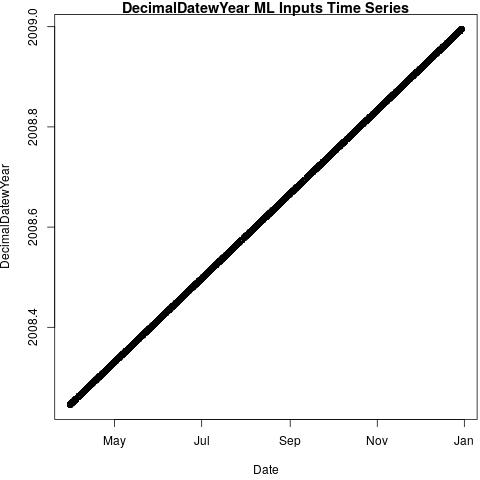 DecimalDatewYear ML Inputs Time Series
DecimalDatewYear
2009.0
2008.8
2008.6
2008.4
May Jul Sep Nov Jan
Date